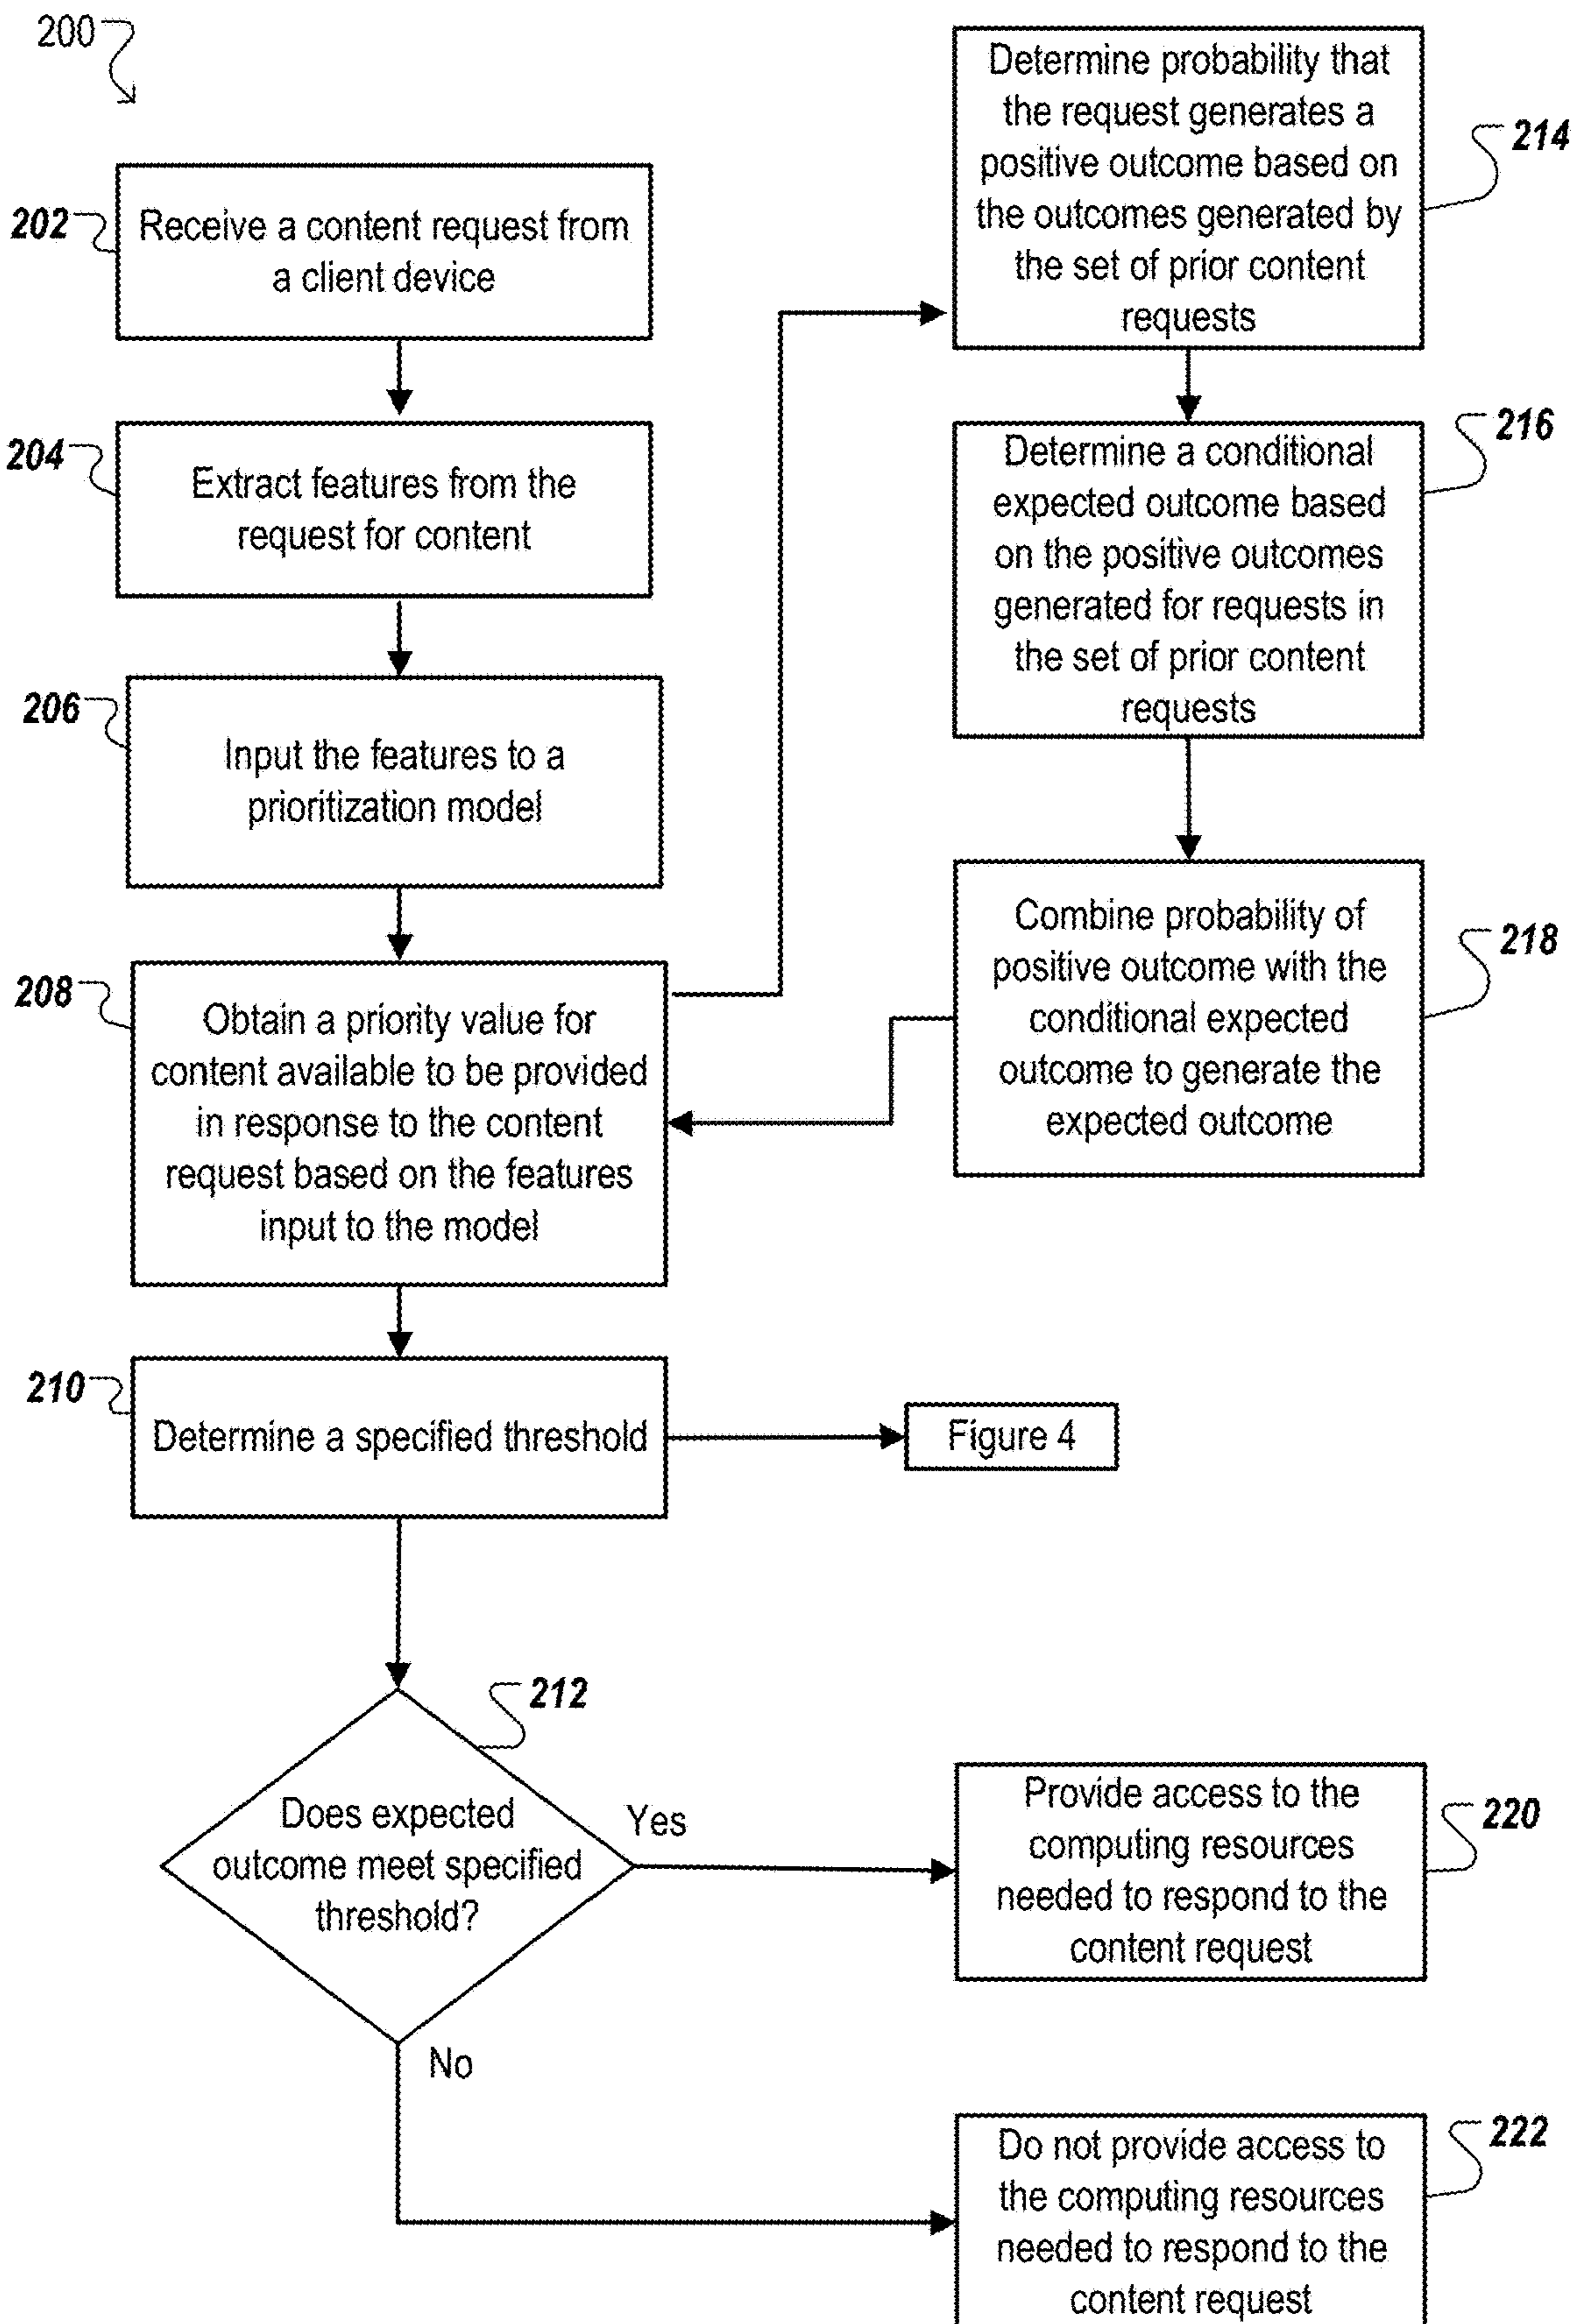 200
202
Receive a content request from
a client device
204
Extract features from the
request for content
206
Input the features to a
prioritization model
208
Obtain a priority value for
content available to be provided
in response to the content
request based on the features
input to the model
214
Determine probability that
the request generates a
positive outcome based on
the outcomes generated by
the set of prior content
requests
216
Determine a conditional
expected outcome based
on the positive outcomes
generated for requests in
the set of prior content
requests
218
Combine probability of
positive outcome with the
conditional expected
outcome to generate the
expected outcome
210
Determine a specified threshold
Figure 4
212
Does expected
outcome meet specified
threshold?
Yes
220
Provide access to the
computing resources
needed to respond to the
content request
No
222
Do not provide access to
the computing resources
needed to respond to the
content request